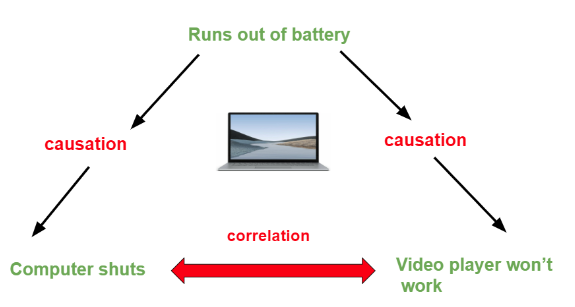 Runs out of battery
causation
causation
correlation
Computer shuts
Video player won’t
work